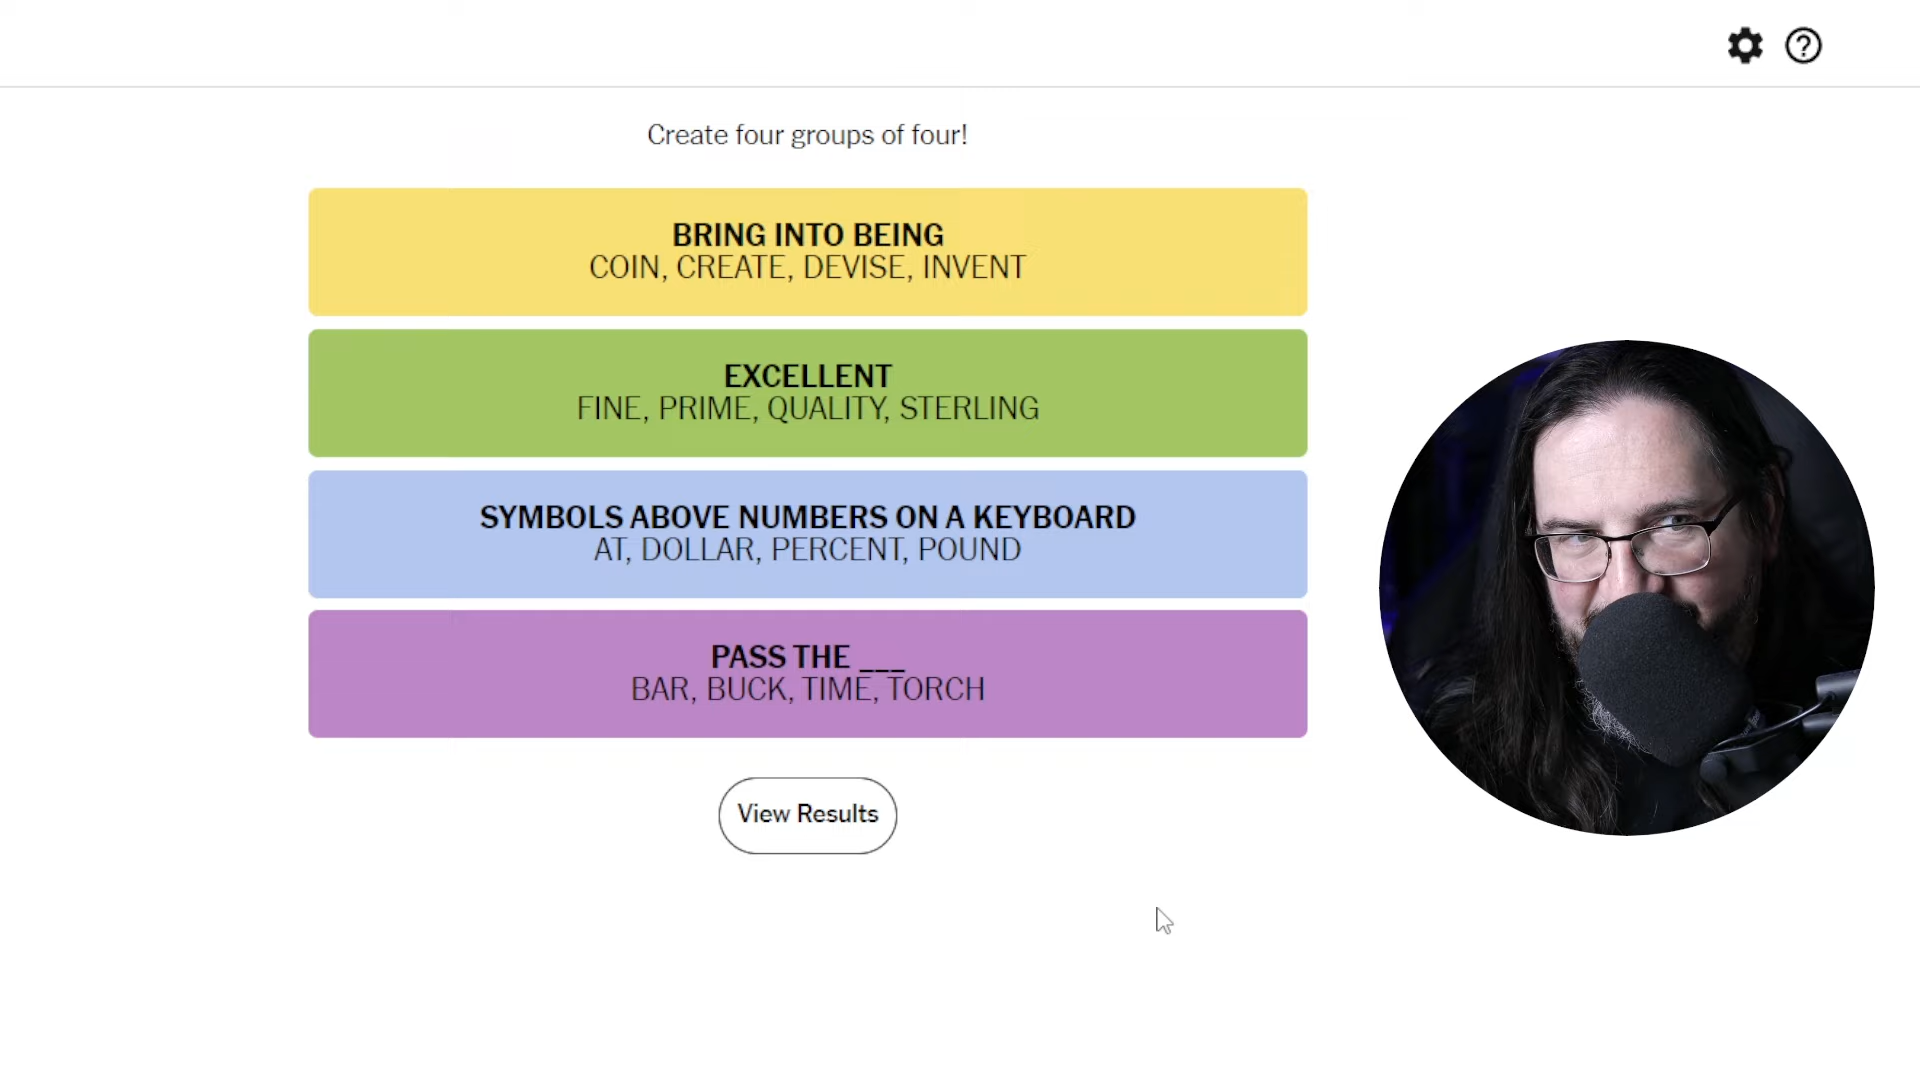 Create four groups of four!
BRING INTO BEING
COIN, CREATE, DEVISE, INVENT
EXCELLENT
FINE, PRIME, QUALITY, STERLING
SYMBOLS ABOVE NUMBERS ON A KEYBOARD
AT, DOLLAR, PERCENT, POUND
PASS THE ___
BAR, BUCK, TIME, TORCH
View Results